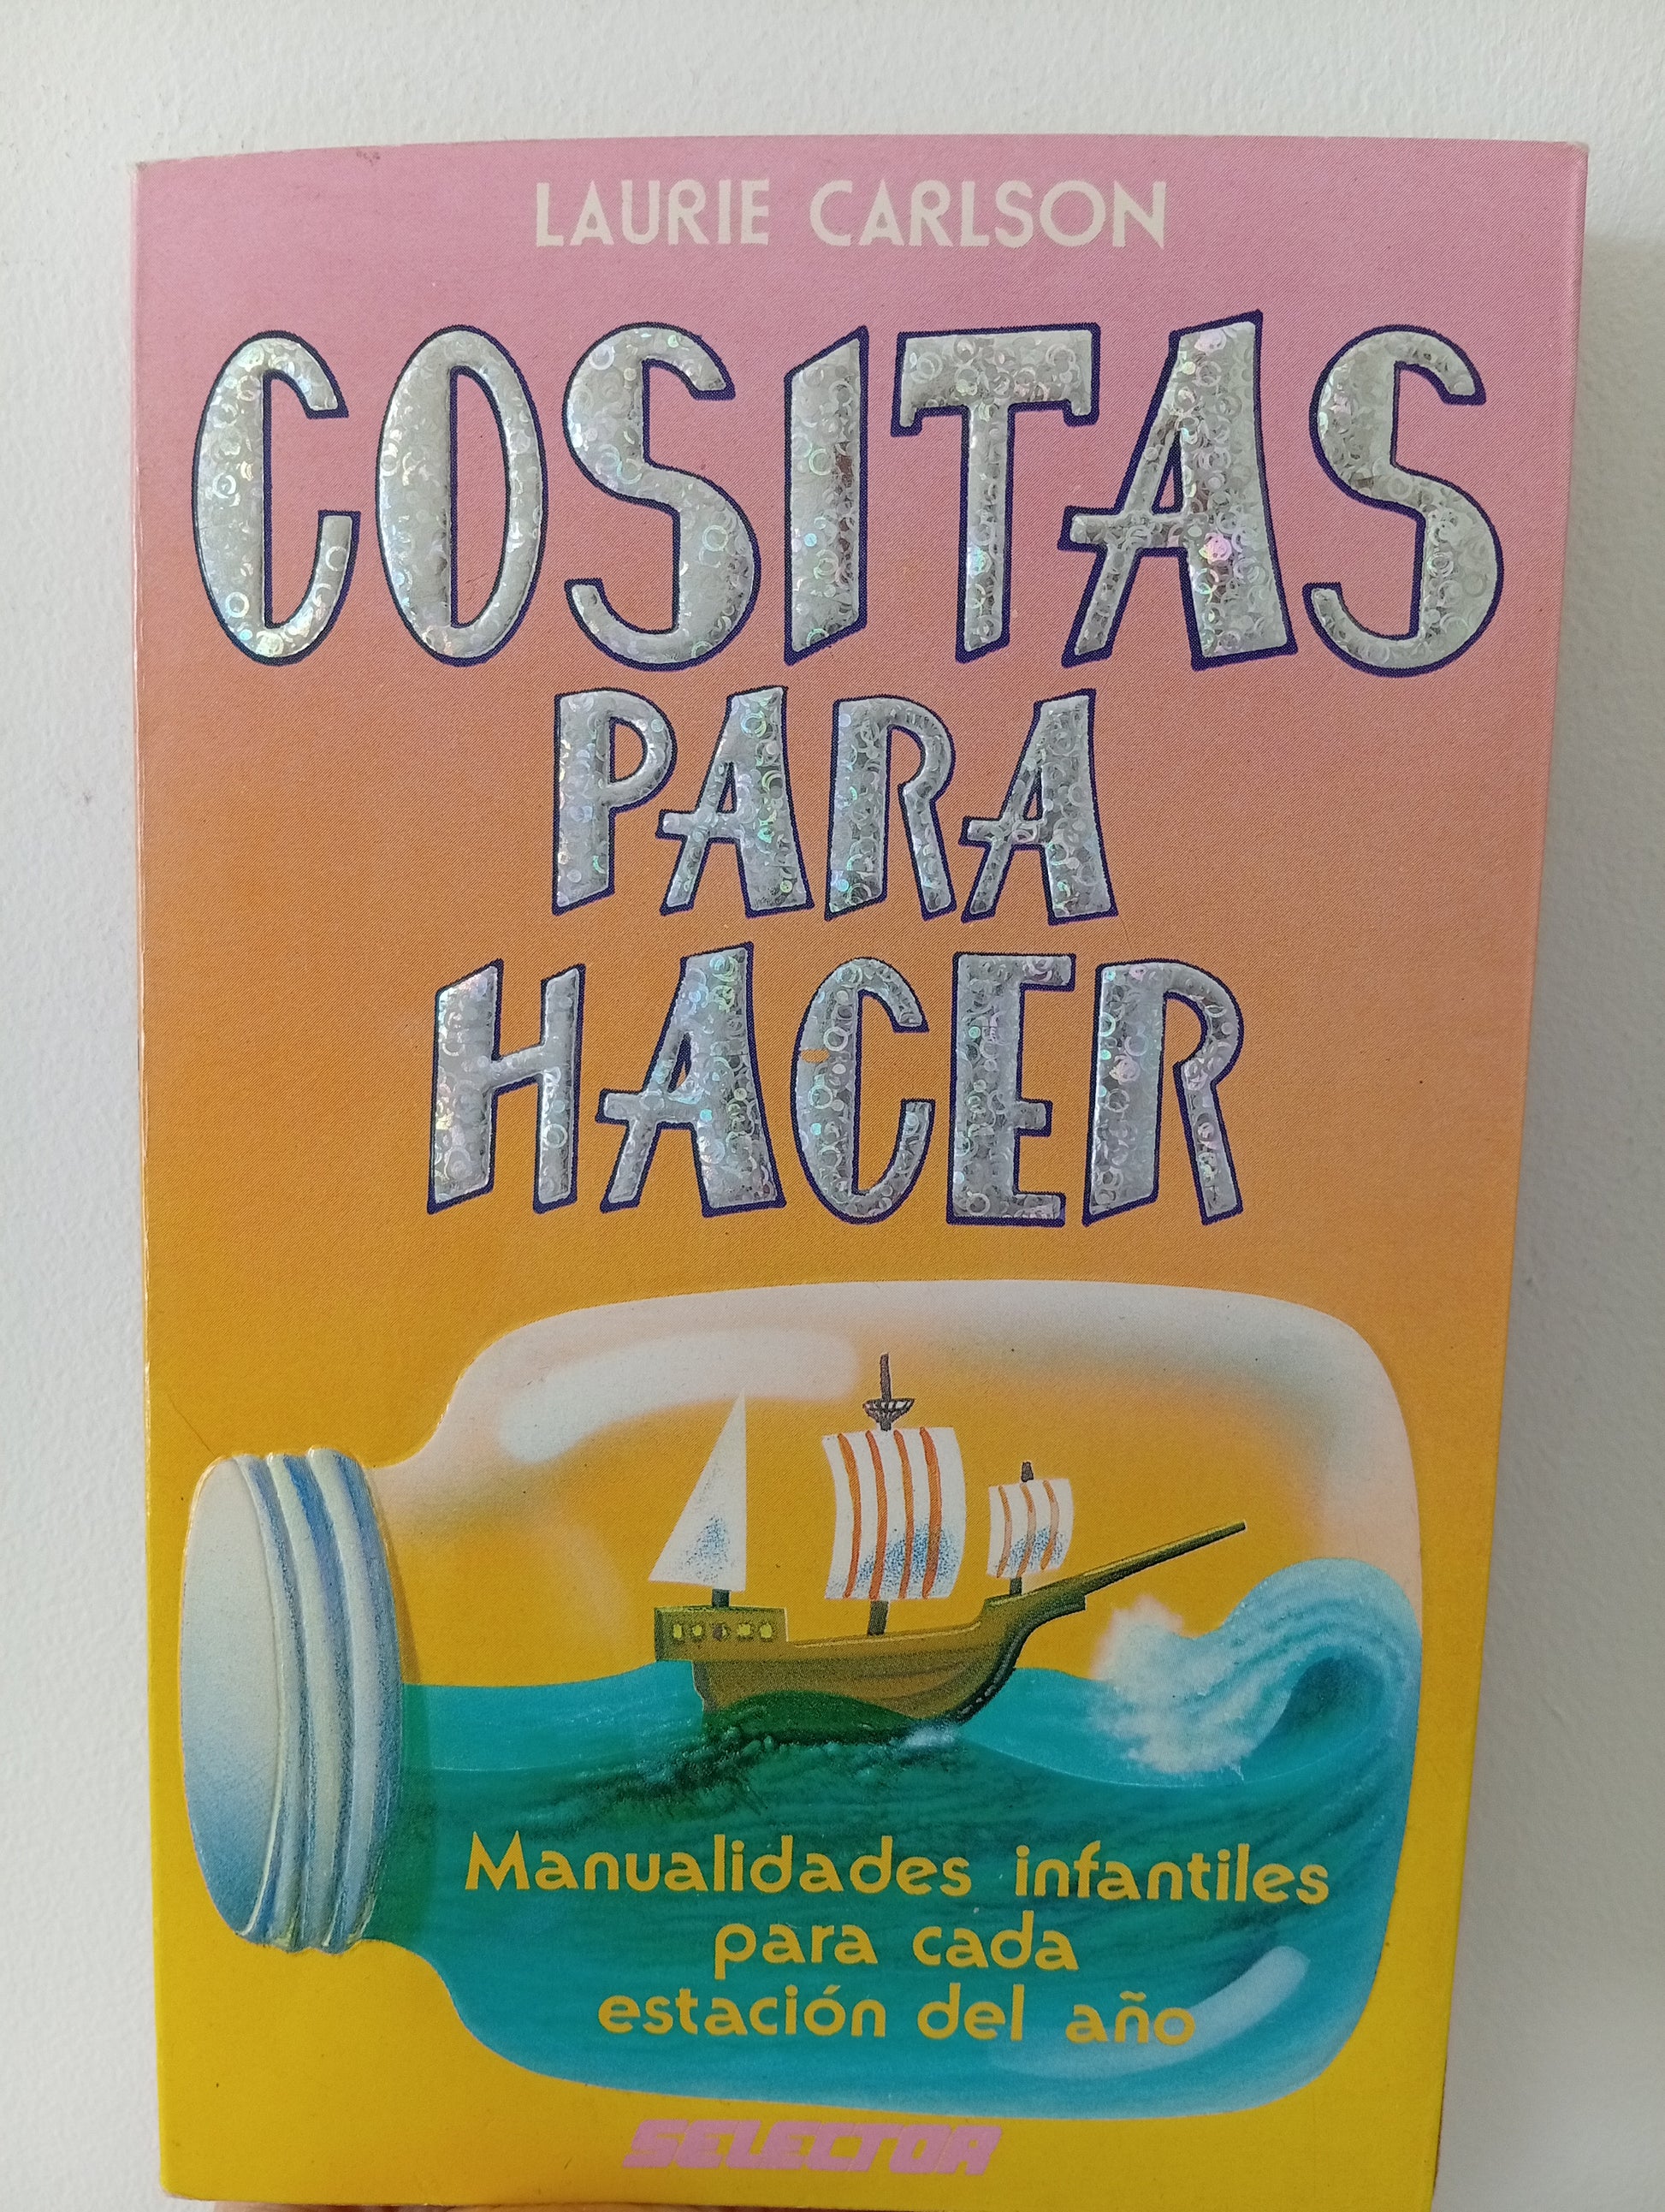 LAURIE CARLSON
COSITAS
PARA
HACER
Manualidades infantiles
para cada
estación del año
SELECTOR